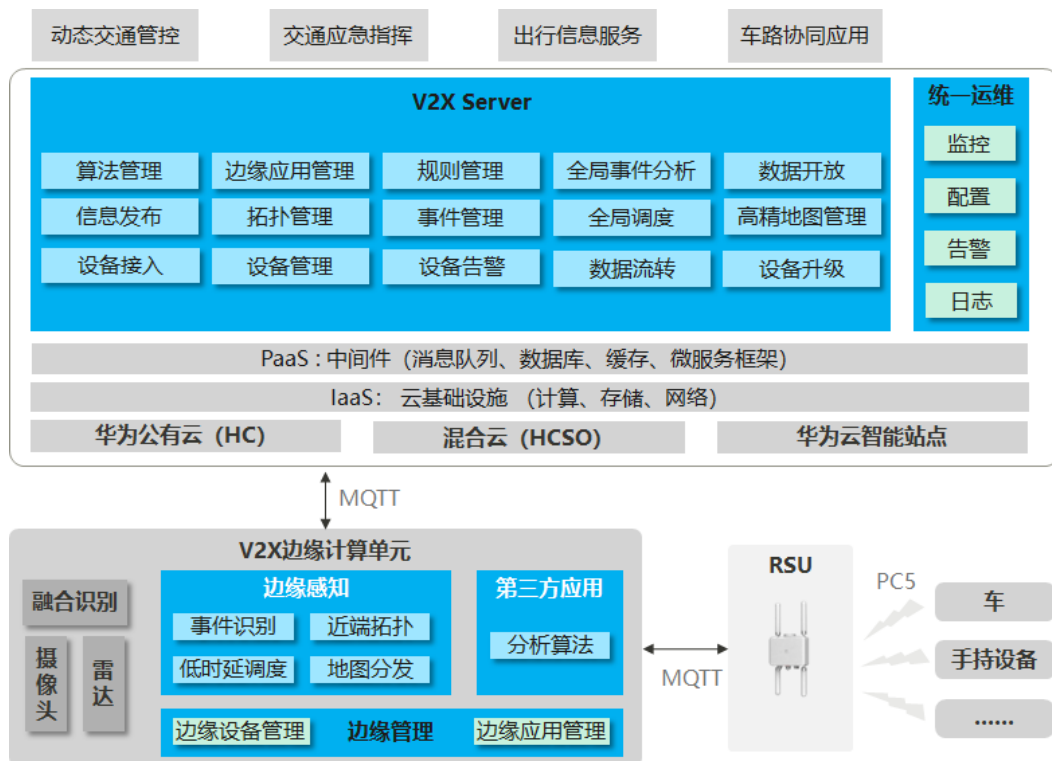 动态交通管控
交通应急指挥
出行信息服务
车路协同应用
V2X Server
统一运维
算法管理
边缘应用管理
规则管理
全局事件分析
数据开放
信息发布
拓扑管理
事件管理
全局调度
高精地图管理
设备接入
设备管理
设备告警
数据流转
设备升级
监控
配置
告警
日志
PaaS : 中间件（消息队列、数据库、缓存、微服务框架）
IaaS： 云基础设施 （计算、存储、网络）
华为公有云（HC）
混合云（HCSO）
华为云智能站点
MQTT
V2X边缘计算单元
融合识别
摄像头
雷达
边缘感知
事件识别
近端拓扑
低时延调度
地图分发
第三方应用
分析算法
边缘设备管理
边缘管理
边缘应用管理
MQTT
RSU
PC5
车
手持设备
......